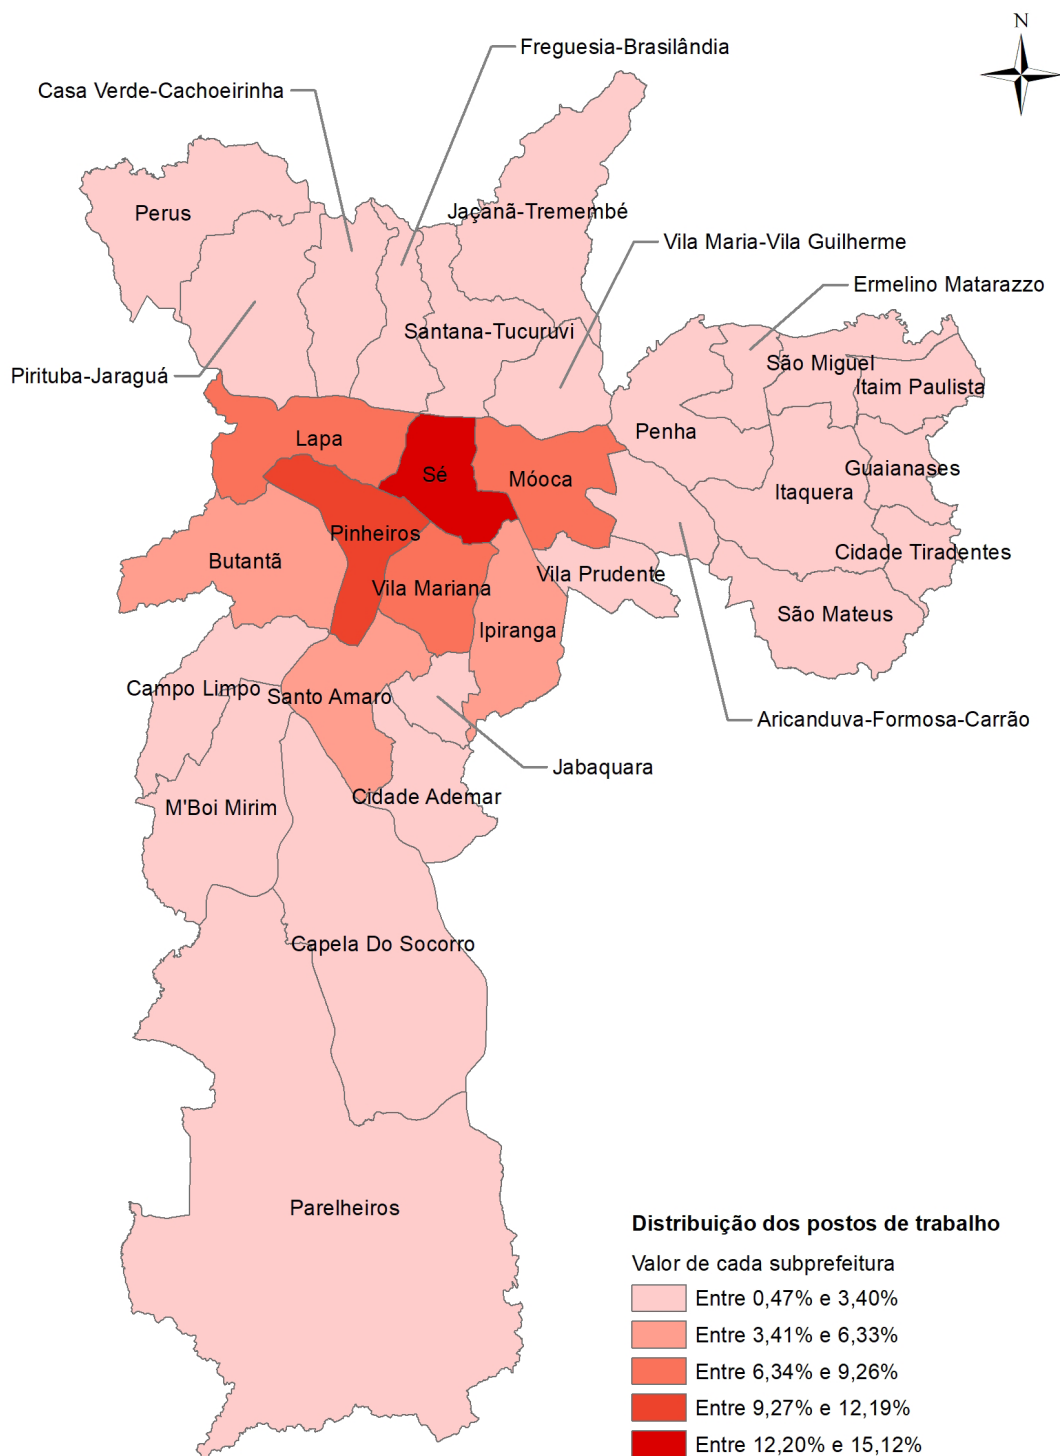 N
Freguesia-Brasilândia
Casa Verde-Cachoeirinha
Perus
Jaçanã-Tremembé
Vila Maria-Vila Guilherme
Ermelino Matarazzo
Santana-Tucuruvi
São Miguel
Pirituba-Jaraguá
Itaim Paulista
Lapa
Penha
Sé
Móoca
Guaianases
Itaquera
Pinheiros
Butantã
Cidade Tiradentes
Vila Prudente
Vila Mariana
São Mateus
Ipiranga
Campo Limpo
Santo Amaro
Aricanduva-Formosa-Carrão
Jabaquara
Cidade Ademar
M'Boi Mirim
Capela Do Socorro
Parelheiros
Distribuição dos postos de trabalho
Valor de cada subprefeitura
Entre 0,47% e 3,40%
Entre 3,41% e 6,33%
Entre 6,34% e 9,26%
Entre 9,27% e 12,19%
Entre 12,20% e 15,12%